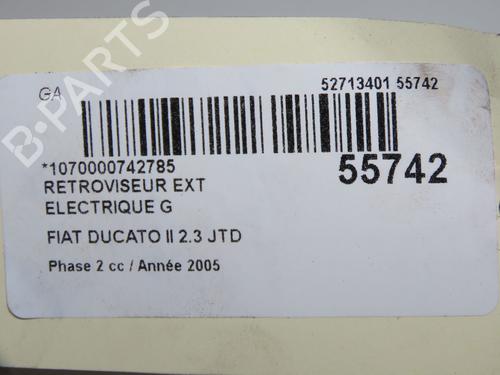 GA
52713401 55742
*1070000742785
55742
RETROVISEUR EXT
ELECTRIQUE G
FIAT DUCATO II 2.3 JTD
Phase 2 cc / Année 2005
B-PARTS